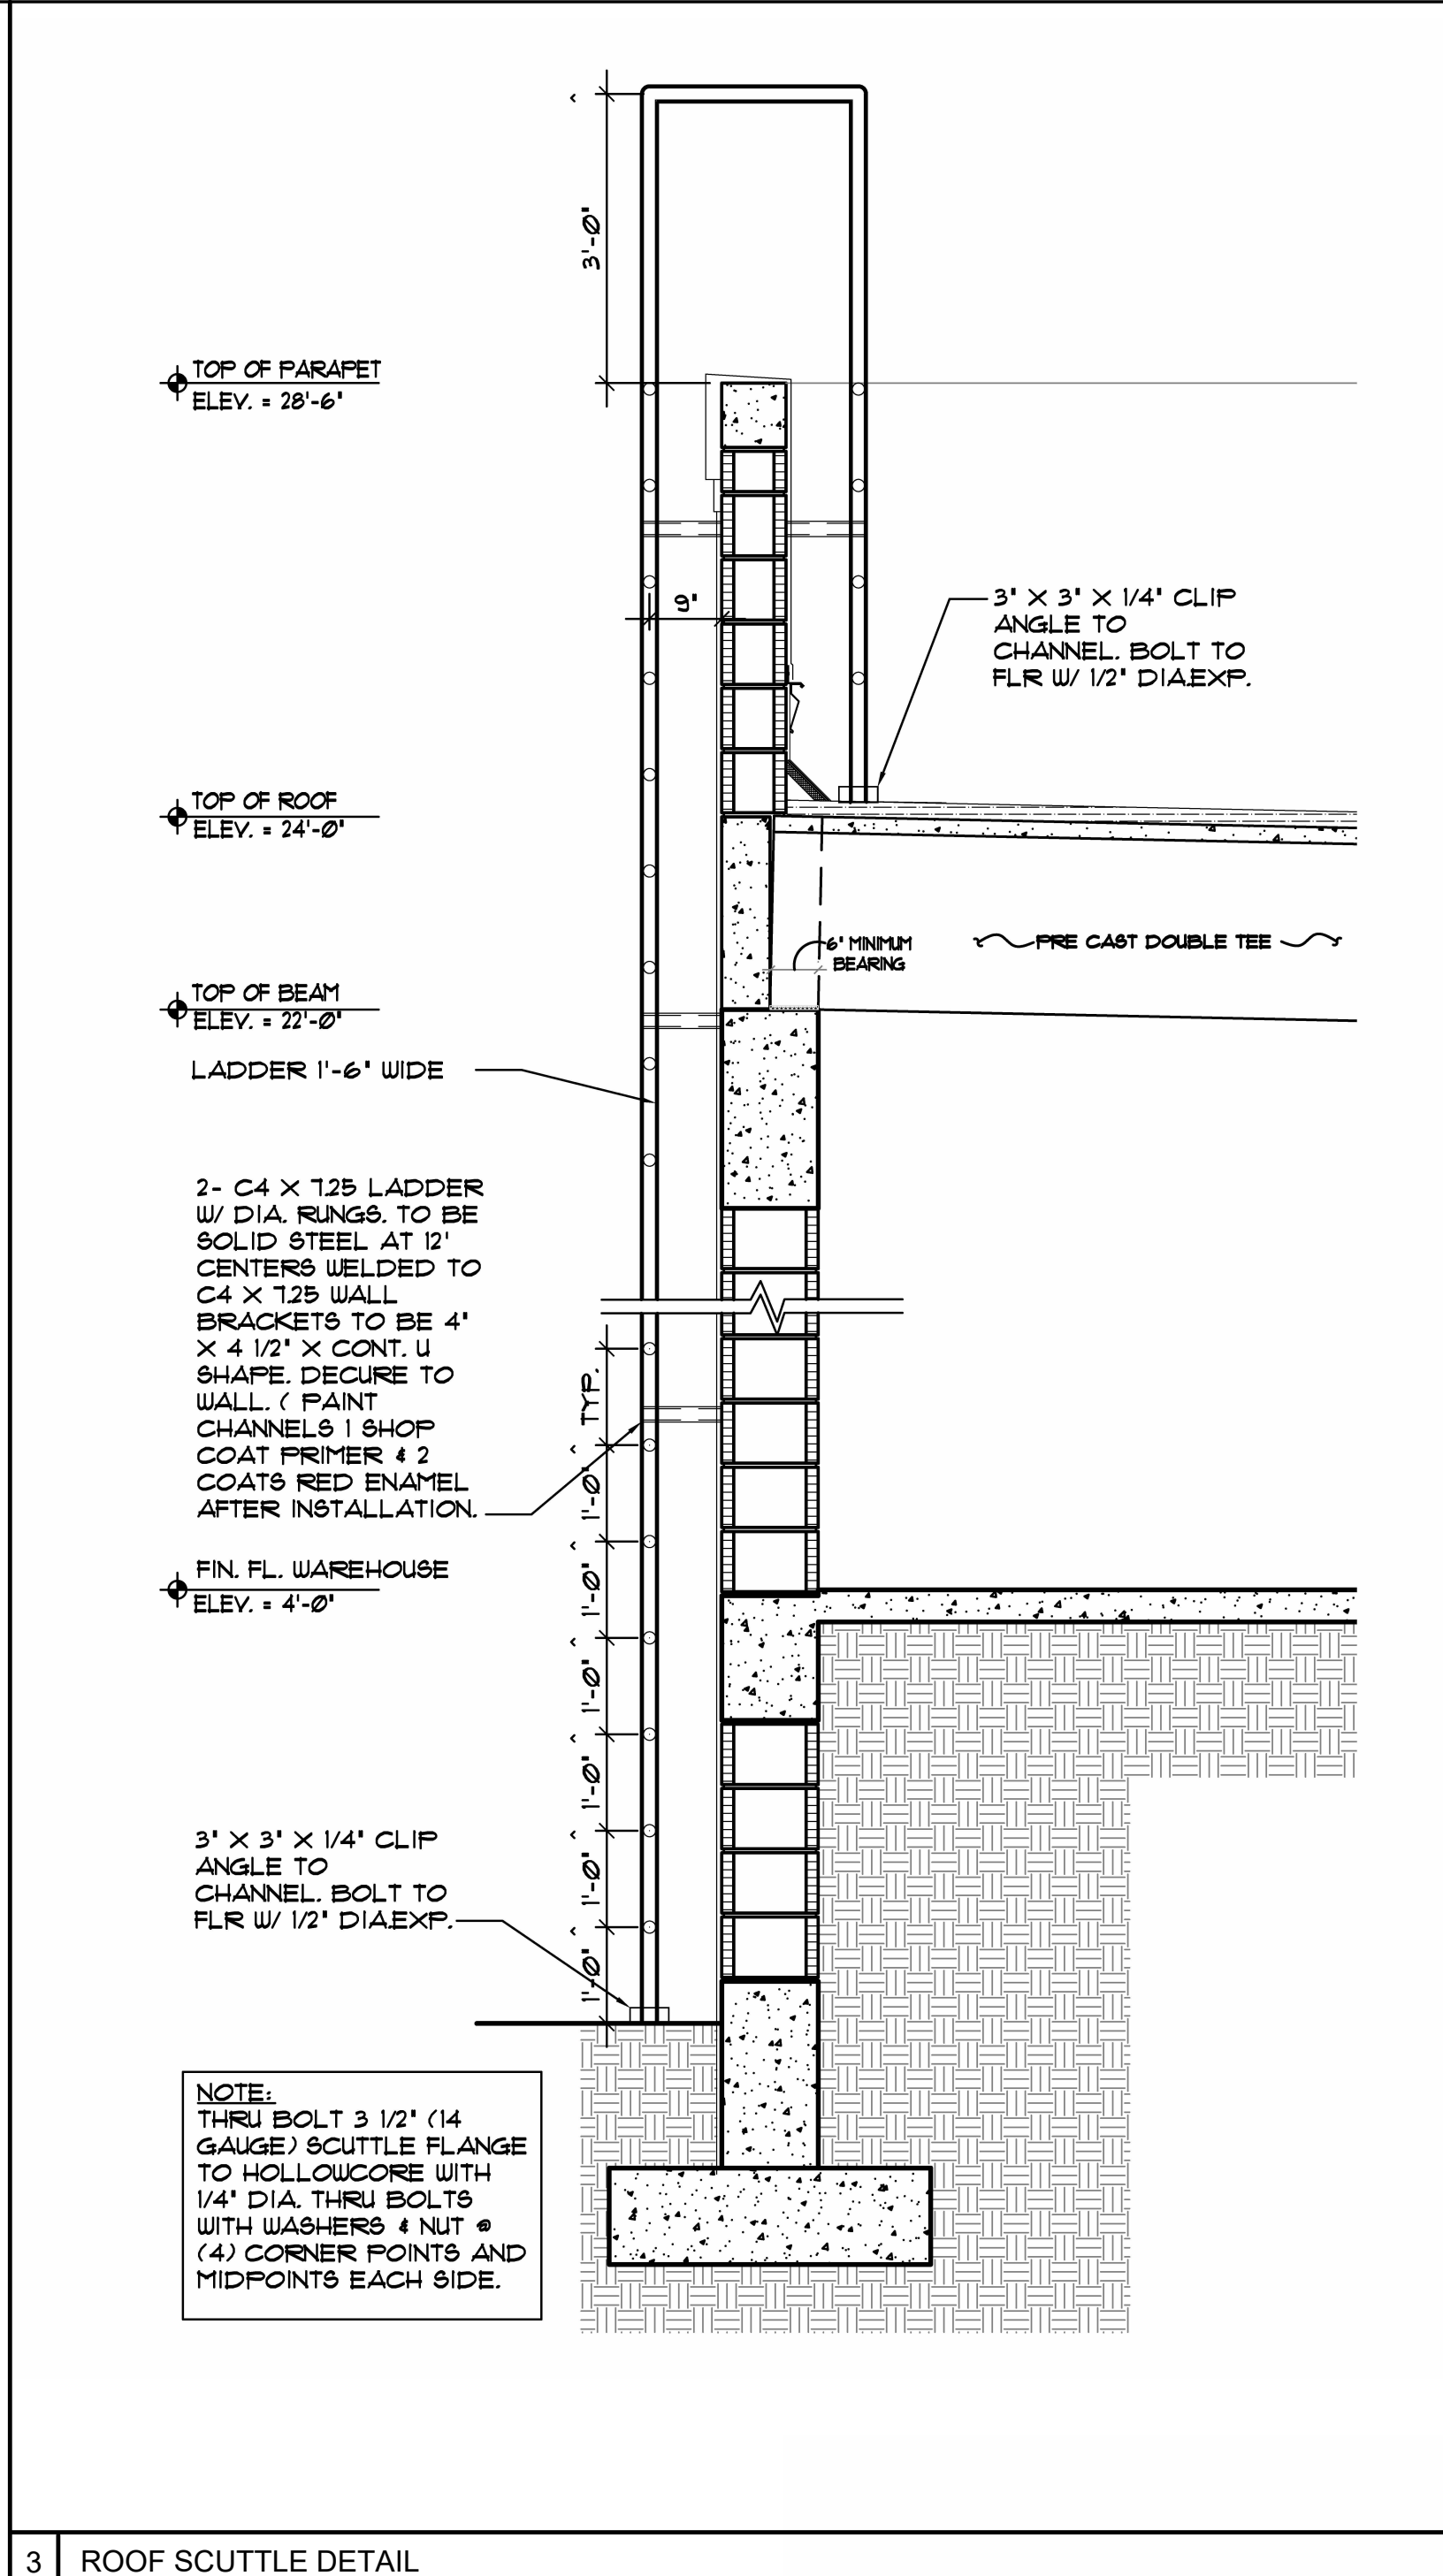 3'-0"
TOP OF PARAPET
ELEV. = 28'-6"
9"
3" X 3" X 1/4" CLIP
ANGLE TO
CHANNEL. BOLT TO
FLR W/ 1/2" DIA.EXP.
TOP OF ROOF
ELEV. = 24'-0"
6" MINIMUM
BEARING
PRE CAST DOUBLE TEE
TOP OF BEAM
ELEV. = 22'-0"
LADDER 1'-6" WIDE
2- C4 X 7.25 LADDER
W/ DIA. RUNGS. TO BE
SOLID STEEL AT 12'
CENTERS WELDED TO
C4 X 7.25 WALL
BRACKETS TO BE 4"
X 4 1/2" X CONT. U
SHAPE. DECURE TO
WALL. ( PAINT
CHANNELS 1 SHOP
COAT PRIMER & 2
COATS RED ENAMEL
AFTER INSTALLATION.
TYP.
1'-0"
1'-0"
1'-0"
1'-0"
1'-0"
1'-0"
FIN. FL. WAREHOUSE
ELEV. = 4'-0"
3" X 3" X 1/4" CLIP
ANGLE TO
CHANNEL. BOLT TO
FLR W/ 1/2" DIA.EXP.
NOTE:
THRU BOLT 3 1/2" (14
GAUGE) SCUTTLE FLANGE
TO HOLLOWCORE WITH
1/4" DIA. THRU BOLTS
WITH WASHERS & NUT @
(4) CORNER POINTS AND
MIDPOINTS EACH SIDE.
3 ROOF SCUTTLE DETAIL